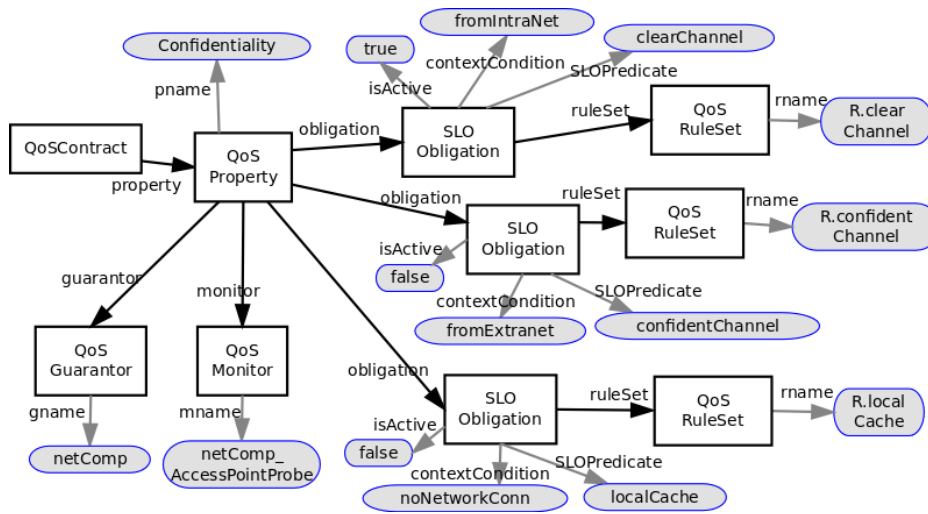 fromIntraNet
Confidentiality
true
clearChannel
contextCondition
SLOPredicate
isActive
pname
rname
ruleSet
obligation
QoSContract
QoS
Property
SLO
Obligation
QoS
RuleSet
R.clear
Channel
property
obligation
ruleSet
rname
SLO
Obligation
QoS
RuleSet
R.confident
Channel
isActive
false
guarantor
monitor
contextCondition
SLOPredicate
fromExtranet
confidentChannel
QoS
Guarantor
QoS
Monitor
obligation
SLO
Obligation
ruleSet
QoS
RuleSet
rname
R.local
Cache
gname
mname
isActive
false
netComp
netComp_
AccessPointProbe
contextCondition
SLOPredicate
noNetworkConn
localCache